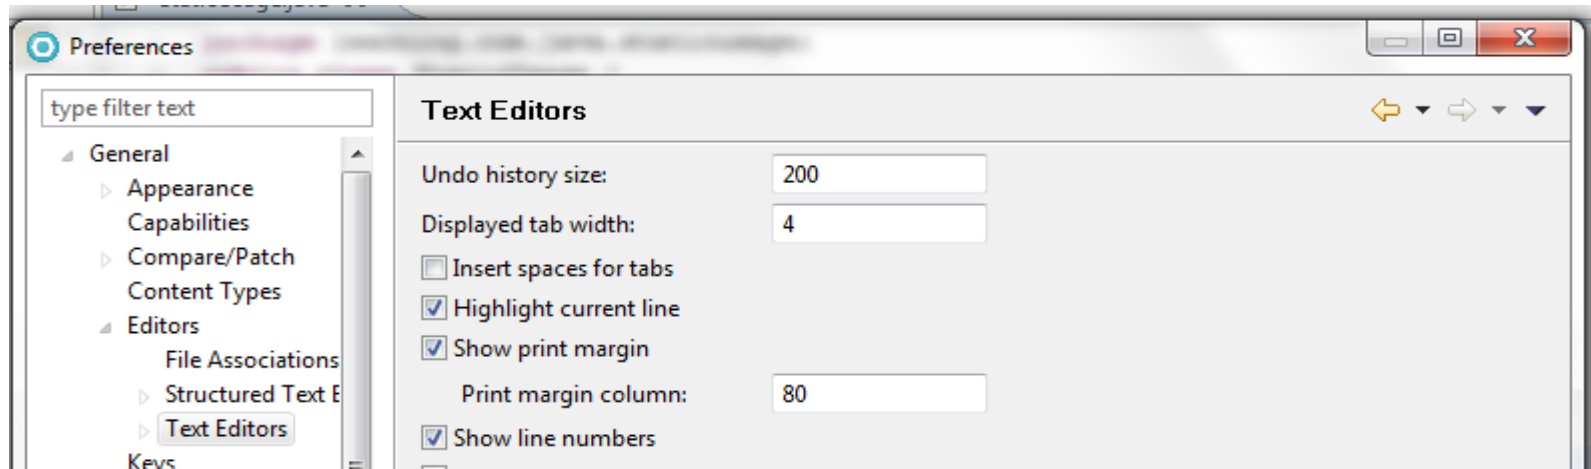 Preferences
type filter text
General
Appearance
Capabilities
Compare/Patch
Content Types
Editors
File Associations
Structured Text E
Text Editors
Keys
Text Editors
Undo history size: 200
Displayed tab width: 4
Insert spaces for tabs
Highlight current line
Show print margin
Print margin column: 80
Show line numbers